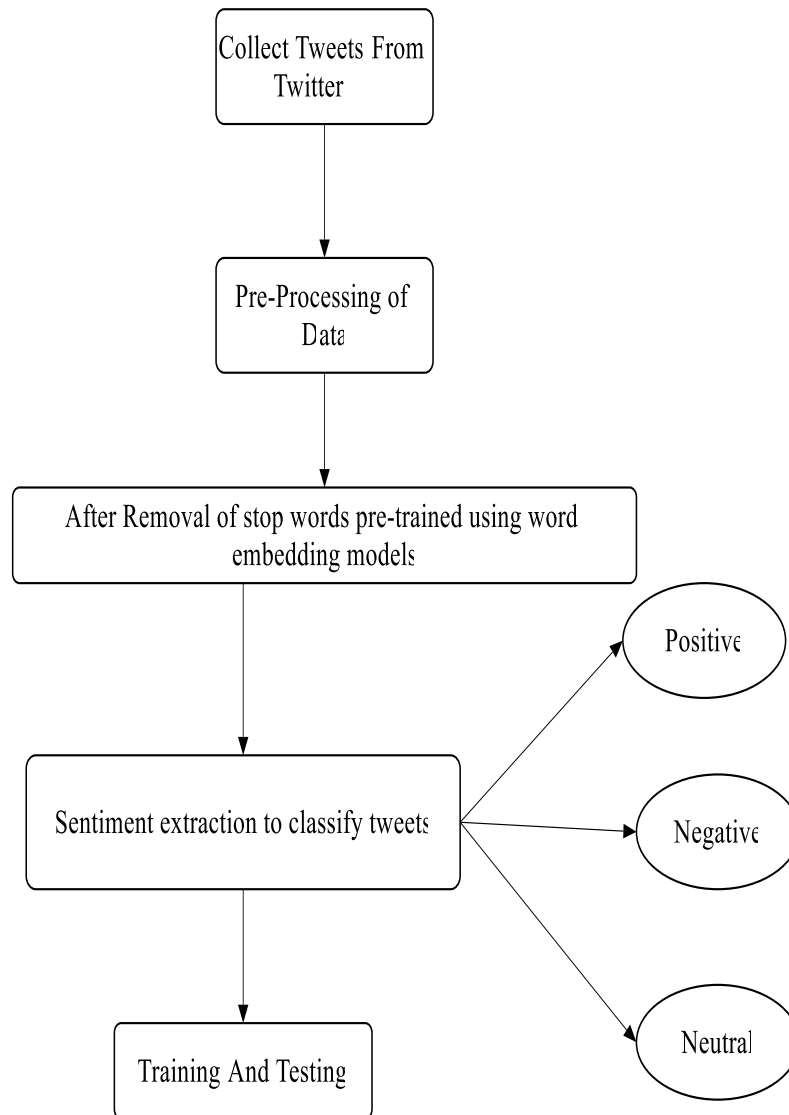 Collect Tweets From
Twitter
Pre-Processing of
Data
After Removal of stop words pre-trained using word
embedding models
Positive
Sentiment extraction to classify tweets
Negative
Neutral
Training And Testing